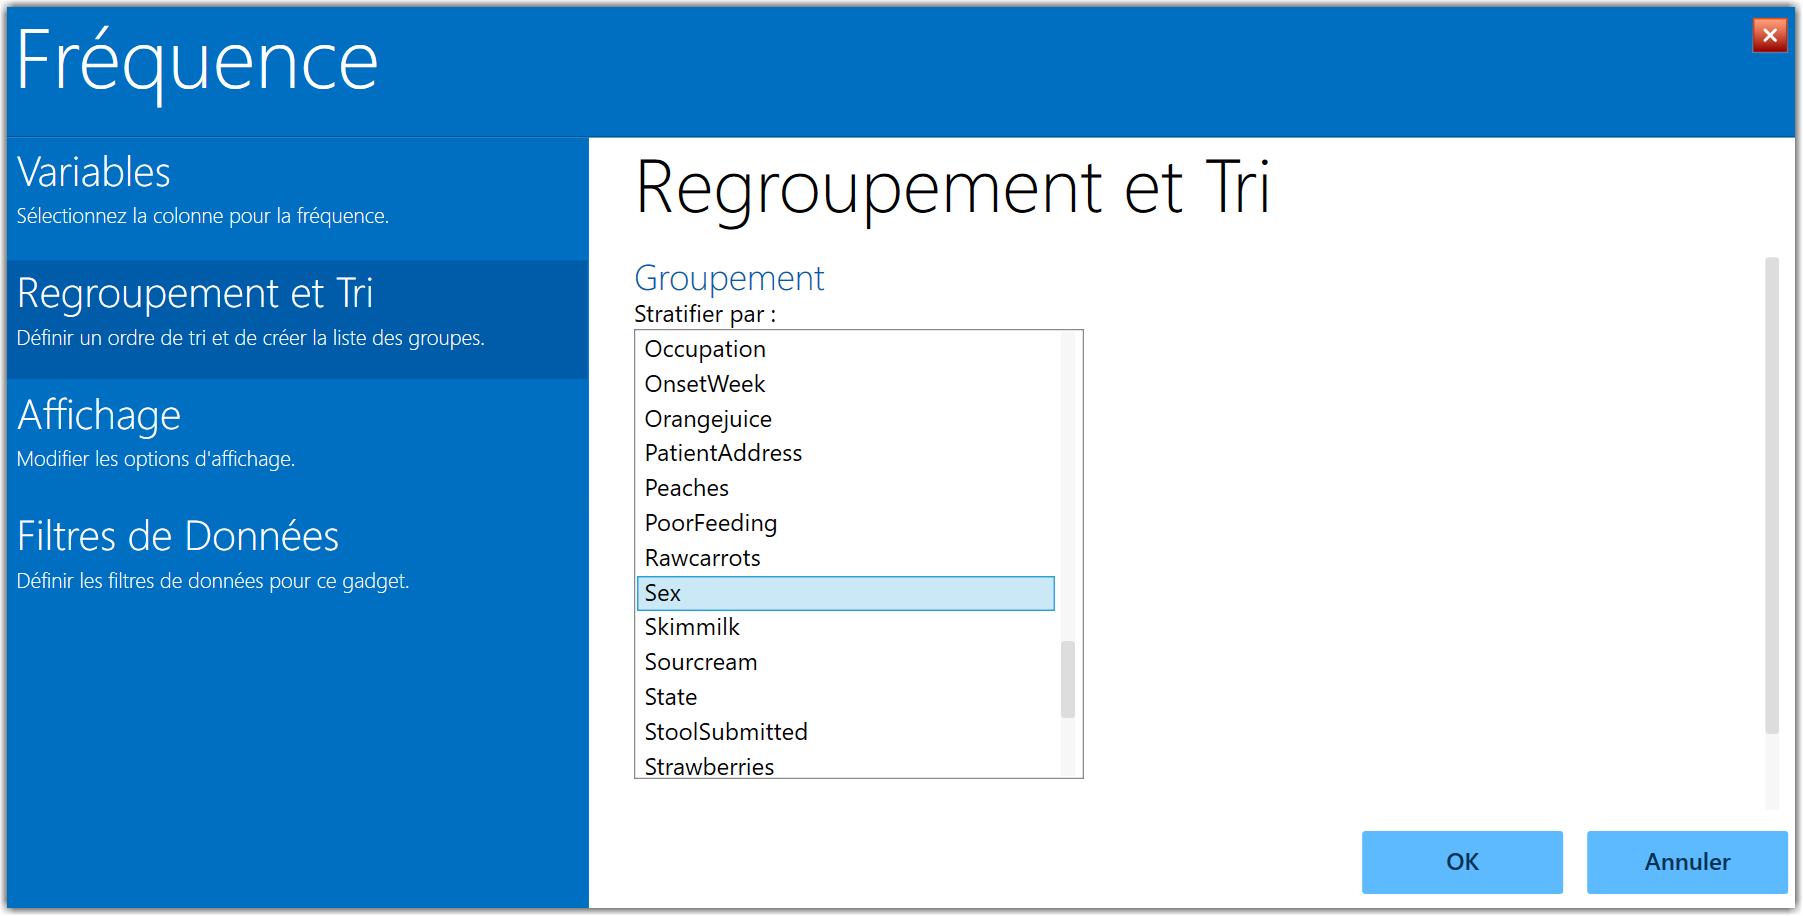 Fréquence
Variables
Sélectionnez la colonne pour la fréquence.
Regroupement et Tri
Définir un ordre de tri et de créer la liste des groupes.
Affichage
Modifier les options d'affichage.
Filtres de Données
Définir les filtres de données pour ce gadget.
Regroupement et Tri
Groupement
Stratifier par :
Occupation
OnsetWeek
Orangejuice
PatientAddress
Peaches
PoorFeeding
Rawcarrots
Sex
Skimmilk
Sourcream
State
StoolSubmitted
Strawberries
OK
Annuler